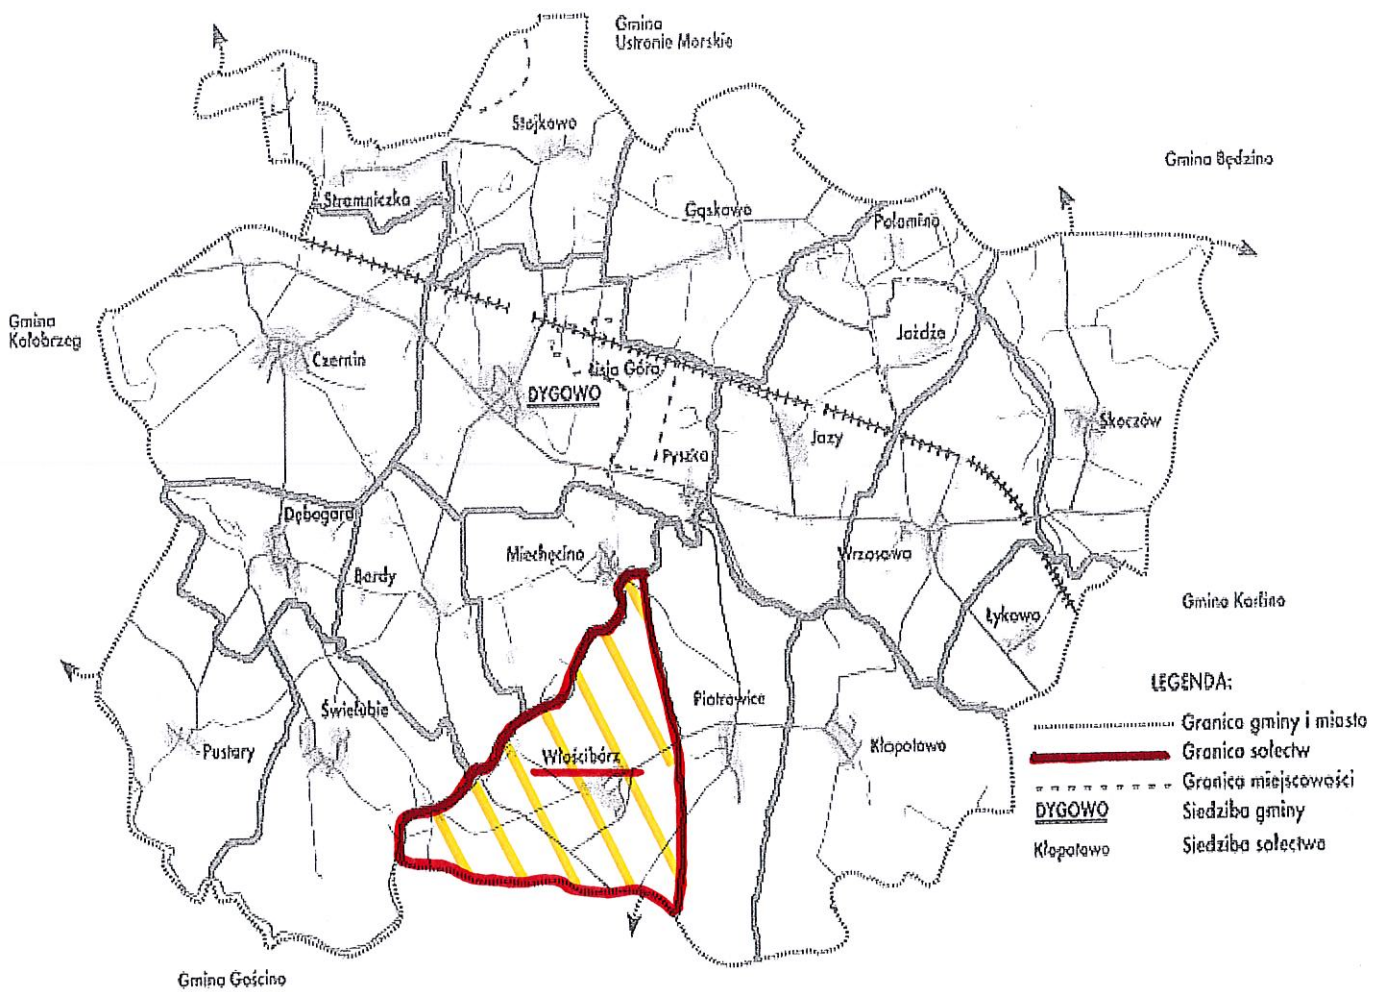 Gmina
Ustronie Morskie
Stojkowo
Gmina Będzino
Stramniczka
Gąskowo
Połomino
Gmina
Kołobrzeg
Czernin
Jażdże
Lisia Góra
DYGOWO
Skoczów
Jazy
Pyszka
Dębogard
Miechęcino
Wrzosowo
Bardy
Gmina Karlino
Łykowo
LEGENDA:
Piotrowice
Świelubie
Granica gminy i miasta
Pustary
Kłopotowo
Granica sołectw
Włościbórz
Granica miejscowości
DYGOWO Siedziba gminy
Kłopotowo Siedziba sołectwa
Gmina Gościno